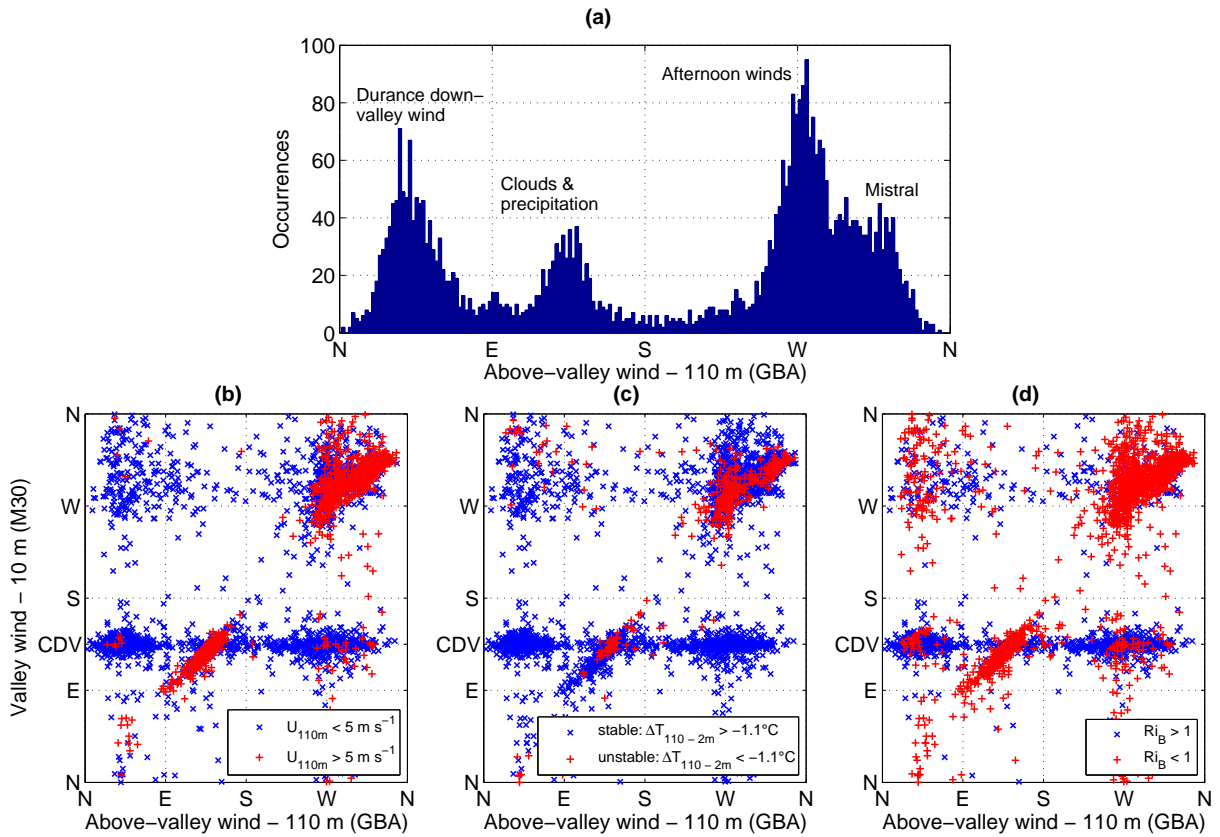 (a)
100
80
60
40
20
0
Occurrences
Durance down−
valley wind
Clouds &
precipitation
Afternoon winds
Mistral
N E S W N
Above−valley wind − 110 m (GBA)
(b)
N
W
S
CDV
E
N
Valley wind − 10 m (M30)
U110m < 5 m s−1
U110m > 5 m s−1
N E S W N
Above−valley wind − 110 m (GBA)
(c)
stable: ΔT110 − 2m > −1.1°C
unstable: ΔT110 − 2m < −1.1°C
N E S W N
Above−valley wind − 110 m (GBA)
(d)
N
W
S
CDV
E
N
RiB > 1
RiB < 1
N E S W N
Above−valley wind − 110 m (GBA)